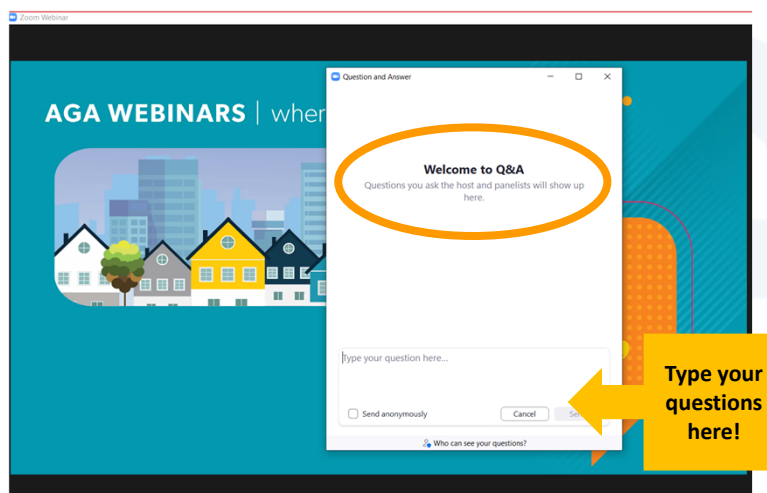 Zoom Webinar
Question and Answer
AGA WEBINARS | wher
Welcome to Q&A
Questions you ask the host and panelists will show up
here.
Type your question here...
Type your
questions
here!
Send anonymously
Cancel
Who can see your questions?